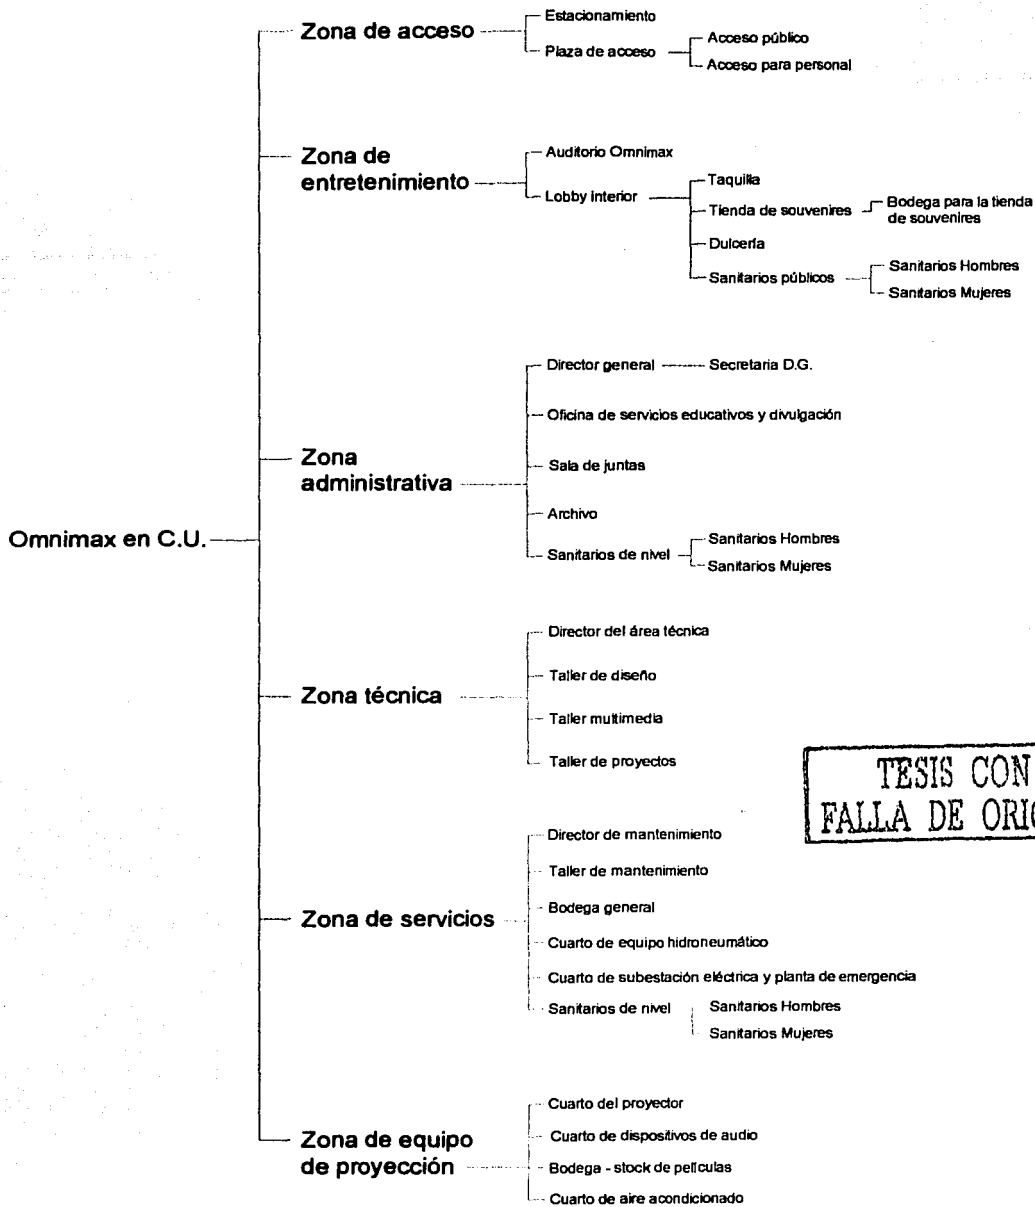 Omnimax en C.U.
Zona de acceso
Estacionamiento
Plaza de acceso
Acceso público
Acceso para personal
Zona de
entretenimiento
Auditorio Omnimax
Lobby interior
Taquilla
Tienda de souvenires
Bodega para la tienda
de souvenires
Dulcería
Sanitarios públicos
Sanitarios Hombres
Sanitarios Mujeres
Zona
administrativa
Director general
Secretaria D.G.
Oficina de servicios educativos y divulgación
Sala de juntas
Archivo
Sanitarios de nivel
Sanitarios Hombres
Sanitarios Mujeres
Zona técnica
Director del área técnica
Taller de diseño
Taller multimedia
Taller de proyectos
TESIS CON
FALLA DE
Zona de servicios
Director de mantenimiento
Taller de mantenimiento
Bodega general
Cuarto de equipo hidroneumático
Cuarto de subestación eléctrica y planta de emergencia
Sanitarios de nivel
Sanitarios Hombres
Sanitarios Mujeres
Zona de equipo
de proyección
Cuarto del proyector
Cuarto de dispositivos de audio
Bodega - stock de películas
Cuarto de aire acondicionado